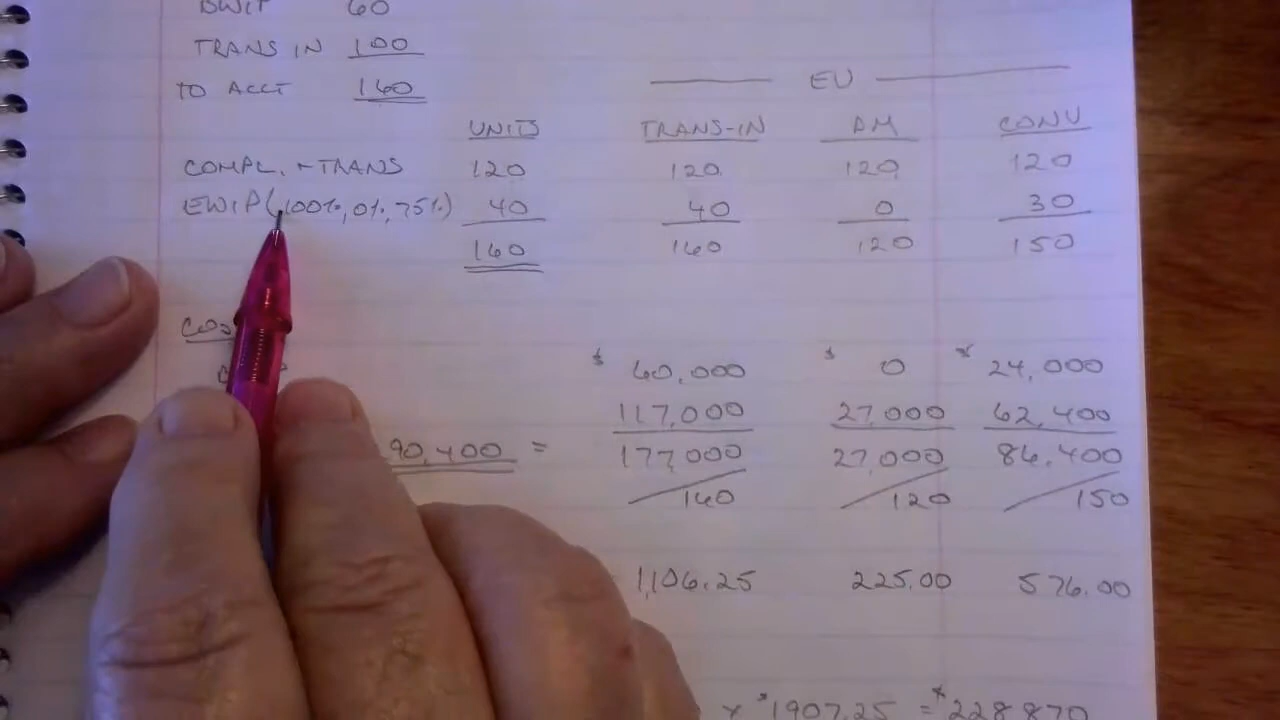 BWIP 60
TRANS IN 100
TO ACCT 160
EU
UNITS TRANS-IN DM CONV
COMPL. + TRANS 120 120 120 120
EWIP (100%, 0%, 75%) 40 40 0 30
160 160 120 150
$ 60,000 $ 0 $ 24,000
117,000 27,000 62,400
90,400 = 177,000 27,000 86,400
160 120 150
1,106.25 225.00 576.00
x $1907.25 = $228,870